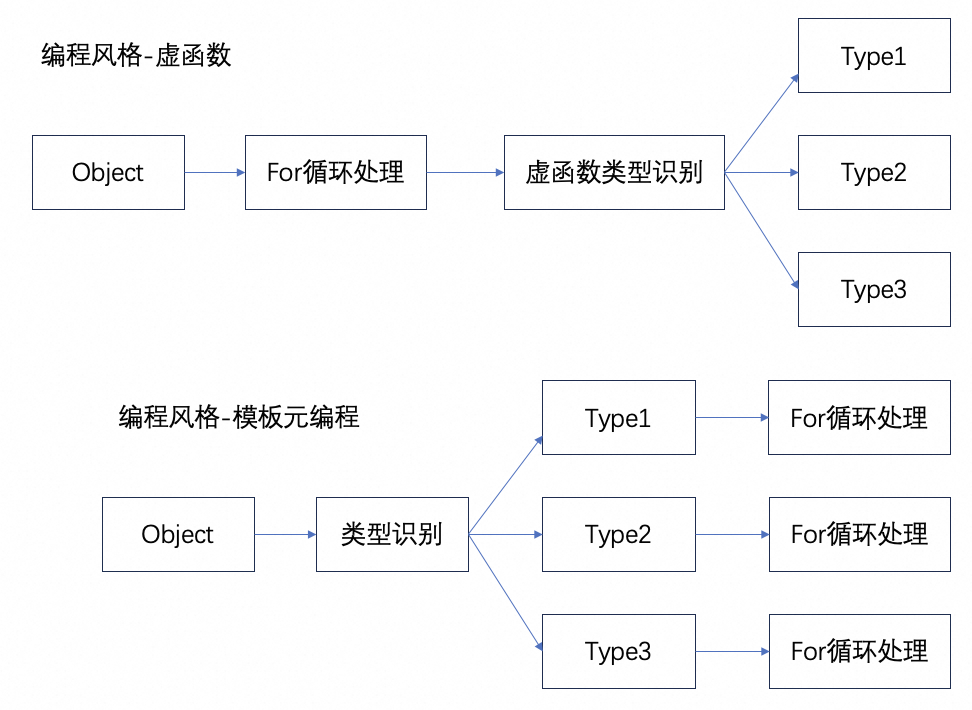 编程风格-虚函数
Type1
Object
For循环处理
虚函数类型识别
Type2
Type3
编程风格-模板元编程
Type1
For循环处理
Object
类型识别
Type2
For循环处理
Type3
For循环处理